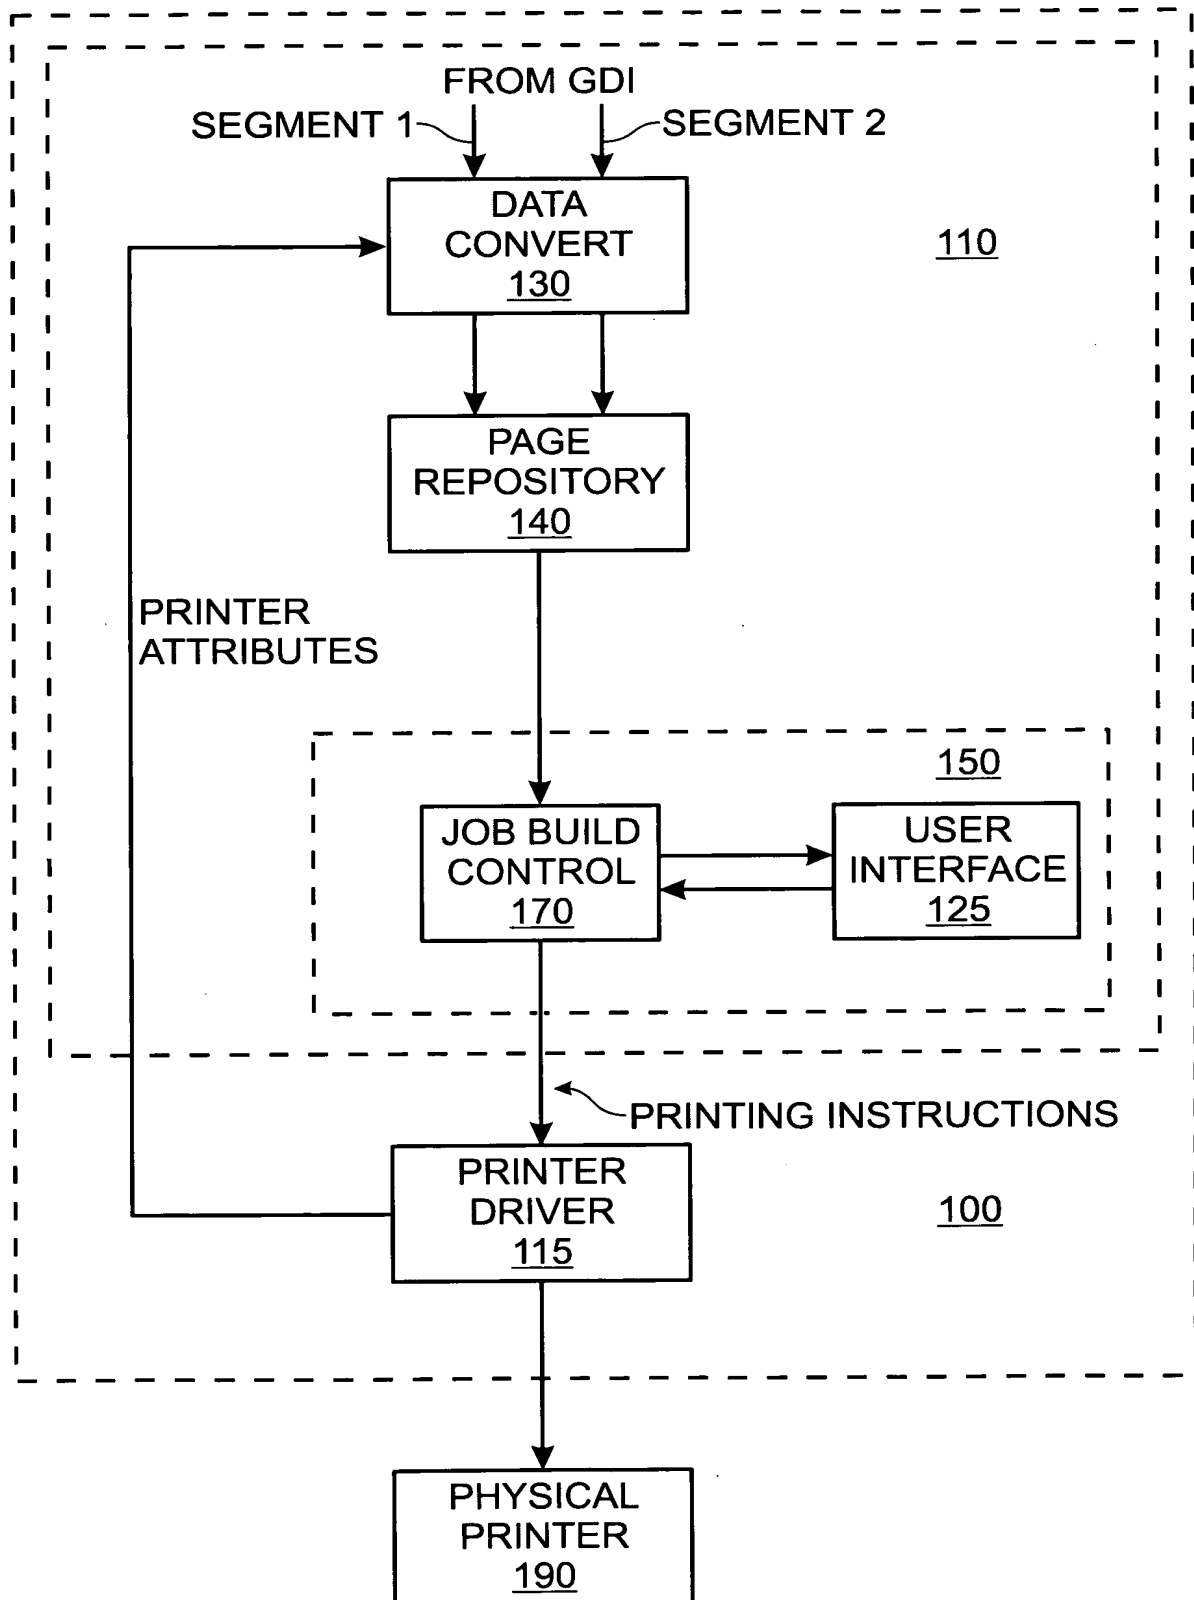 FROM GDI
SEGMENT 1
SEGMENT 2
DATA
CONVERT
130
110
PAGE
REPOSITORY
140
PRINTER
ATTRIBUTES
150
JOB BUILD
CONTROL
170
USER
INTERFACE
125
PRINTING INSTRUCTIONS
PRINTER
DRIVER
115
100
PHYSICAL
PRINTER
190